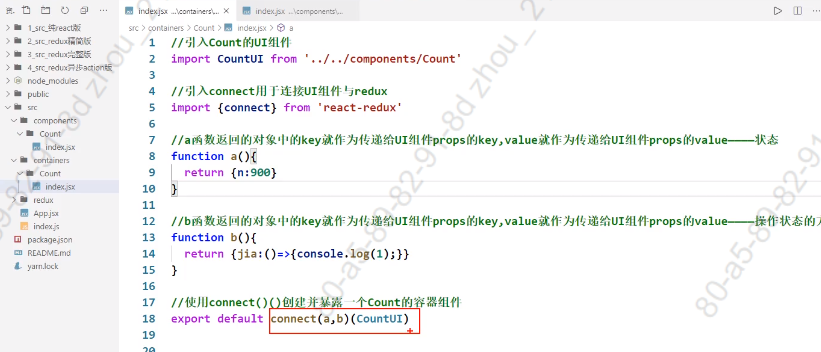 index.jsx ...\containers\...
index.jsx ...\components\...
src > containers > Count > index.jsx > a
1_src_纯react版
2_src_redux精简版
3_src_redux完整版
4_src_redux异步action版
node_modules
public
src
components
Count
index.jsx
containers
Count
index.jsx
redux
App.jsx
index.js
package.json
README.md
yarn.lock
1 //引入Count的UI组件
2 import CountUI from '../../components/Count'
3
4 //引入connect用于连接UI组件与redux
5 import {connect} from 'react-redux'
6
7 //a函数返回的对象中的key就作为传递给UI组件props的key,value就作为传递给UI组件props的value————状态
8 function a(){
9 return {n:900}
10 }
11
12 //b函数返回的对象中的key就作为传递给UI组件props的key,value就作为传递给UI组件props的value————操作状态的
13 function b(){
14 return {jia:()=>{console.log(1);}}
15 }
16
17 //使用connect()()创建并暴露一个Count的容器组件
18 export default connect(a,b)(CountUI)
19
20
80-a5-89-82-91-8d zhou_